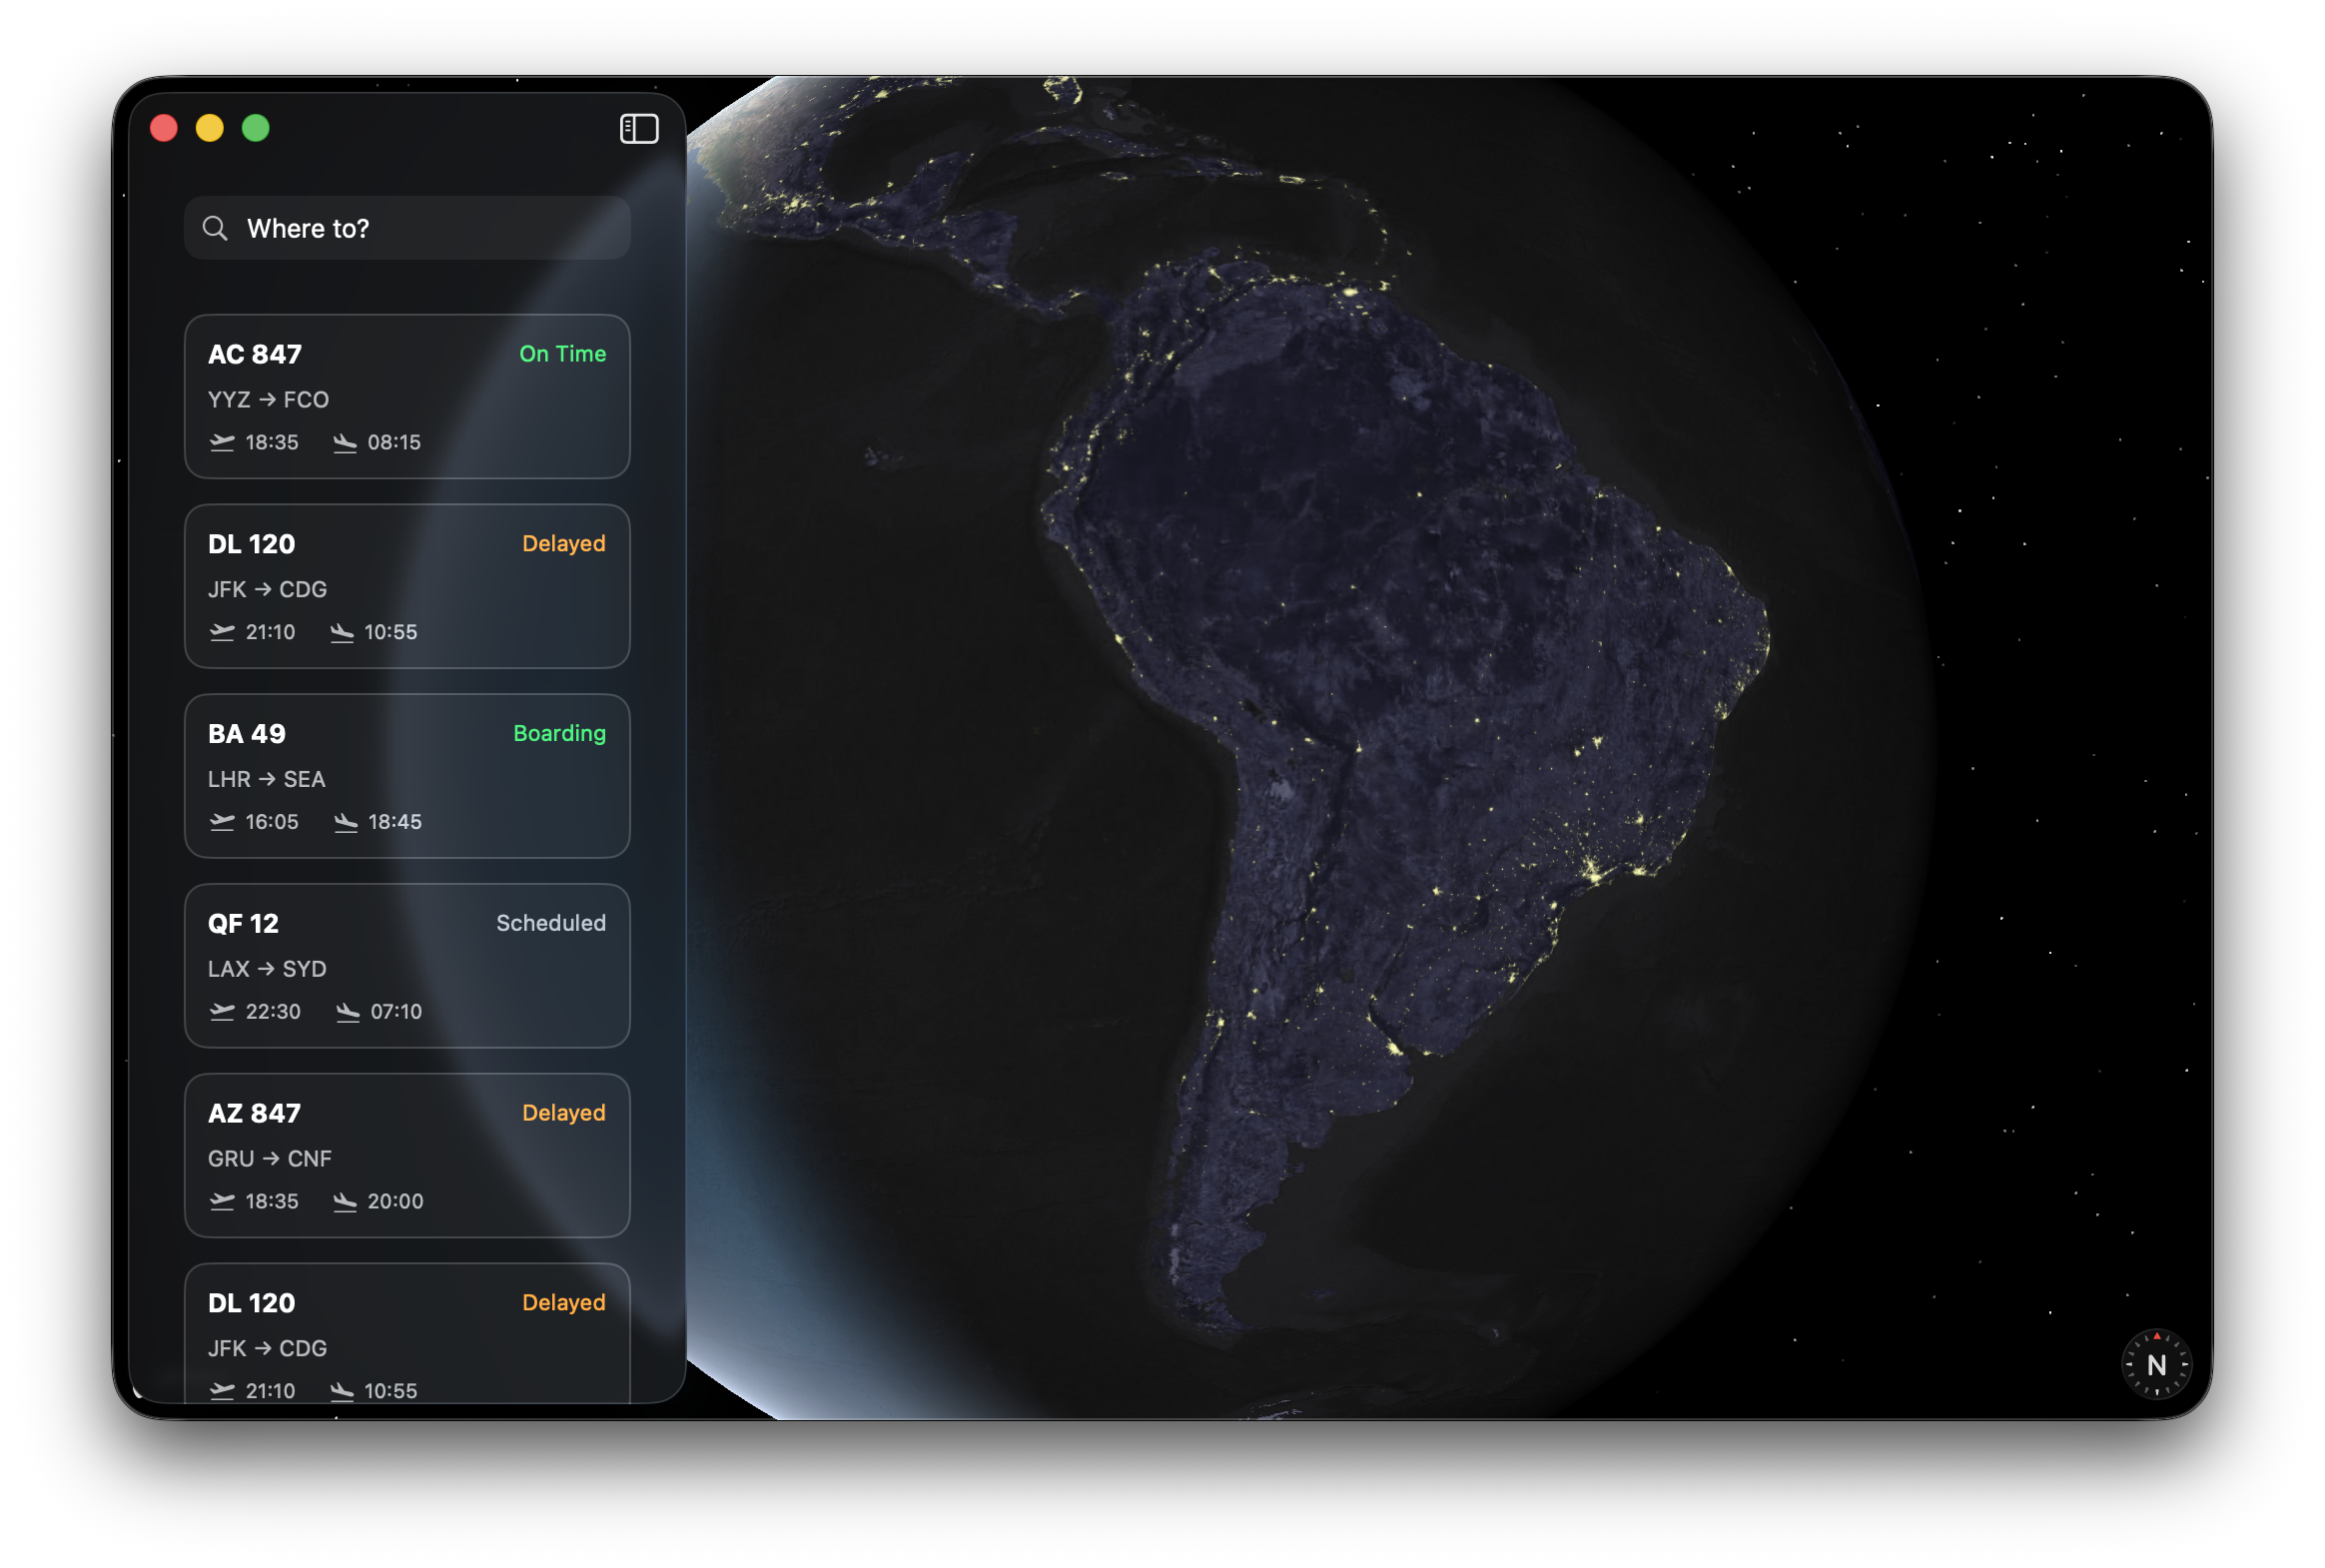 Where to?
AC 847 On Time
YYZ → FCO
18:35 08:15
DL 120 Delayed
JFK → CDG
21:10 10:55
BA 49 Boarding
LHR → SEA
16:05 18:45
QF 12 Scheduled
LAX → SYD
22:30 07:10
AZ 847 Delayed
GRU → CNF
18:35 20:00
DL 120 Delayed
JFK → CDG
21:10 10:55
N